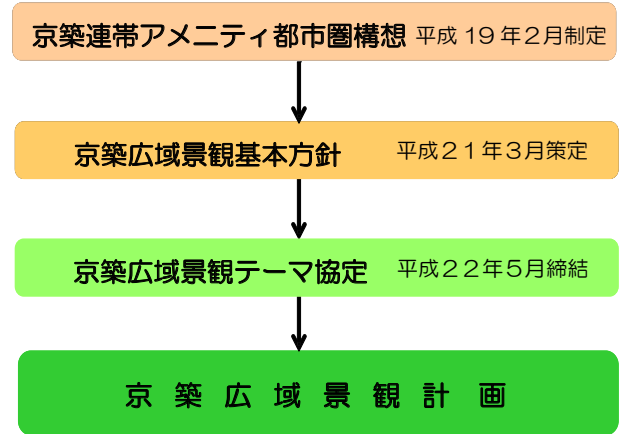 京築連帯アメニティ都市圏構想 平成19年2月制定
京築広域景観基本方針 平成21年3月策定
京築広域景観テーマ協定 平成22年5月締結
京築広域景観計画